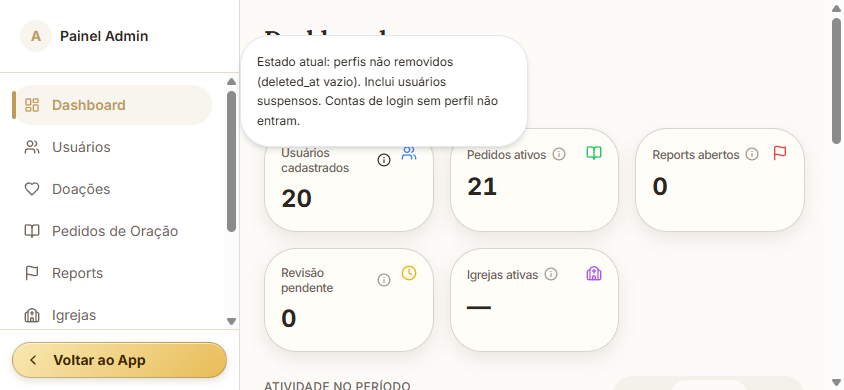 A Painel Admin
Dashboard
Usuários
Doações
Pedidos de Oração
Reports
Igrejas
Voltar ao App
Estado atual: perfis não removidos
(deleted_at vazio). Inclui usuários
suspensos. Contas de login sem perfil não
entram.
Usuários
cadastrados
20
Pedidos ativos
21
Reports abertos
0
Revisão
pendente
0
Igrejas ativas
—
ATIVIDADE NO PERÍODO